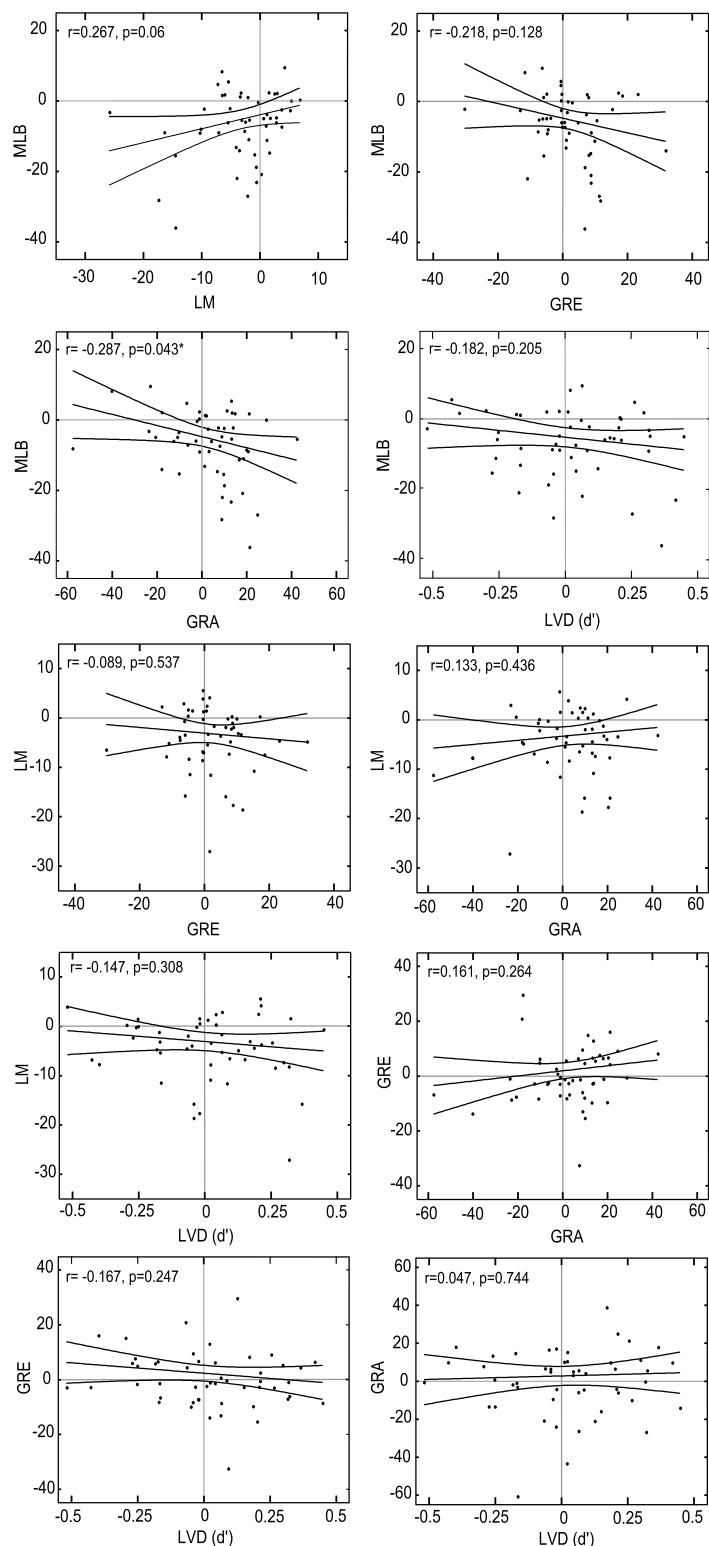 r=0.267, p=0.06
20
0
-20
-40
MLB
-30 -20 -10 0 10
LM
r= -0.218, p=0.128
20
0
-20
-40
MLB
-40 -20 0 20 40
GRE
r= -0.287, p=0.043*
20
0
-20
-40
MLB
-60 -40 -20 0 20 40 60
GRA
r= -0.182, p=0.205
20
0
-20
-40
MLB
-0.5 -0.25 0 0.25 0.5
LVD (d')
r= -0.089, p=0.537
10
0
-10
-20
-30
LM
-40 -20 0 20 40
GRE
r=0.133, p=0.436
10
0
-10
-20
-30
LM
-60 -40 -20 0 20 40 60
GRA
r= -0.147, p=0.308
10
0
-10
-20
-30
LM
-0.5 -0.25 0 0.25 0.5
LVD (d')
r=0.161, p=0.264
40
20
0
-20
-40
GRE
-60 -40 -20 0 20 40 60
GRA
r= -0.167, p=0.247
40
20
0
-20
-40
GRE
-0.5 -0.25 0 0.25 0.5
LVD (d')
r=0.047, p=0.744
60
40
20
0
-20
-40
-60
GRA
-0.5 -0.25 0 0.25 0.5
LVD (d')